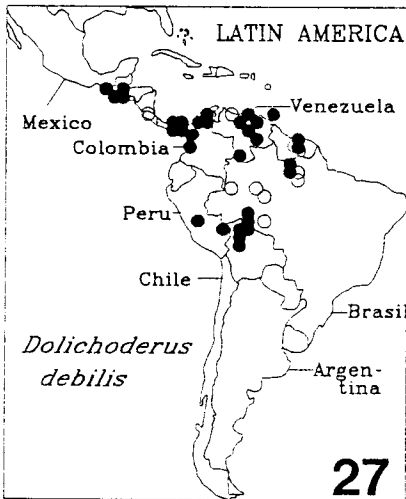 LATIN AMERICA
Mexico
Venezuela
Colombia
Peru
Chile
Brasil
Dolichoderus
debilis
Argen-
tina
27